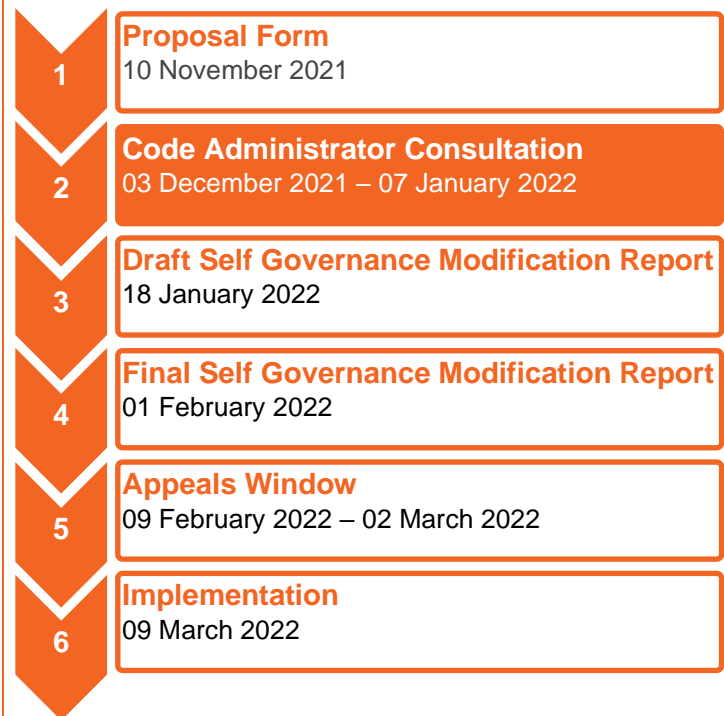 1
Proposal Form
10 November 2021
2
Code Administrator Consultation
03 December 2021 – 07 January 2022
3
Draft Self Governance Modification Report
18 January 2022
4
Final Self Governance Modification Report
01 February 2022
5
Appeals Window
09 February 2022 – 02 March 2022
6
Implementation
09 March 2022